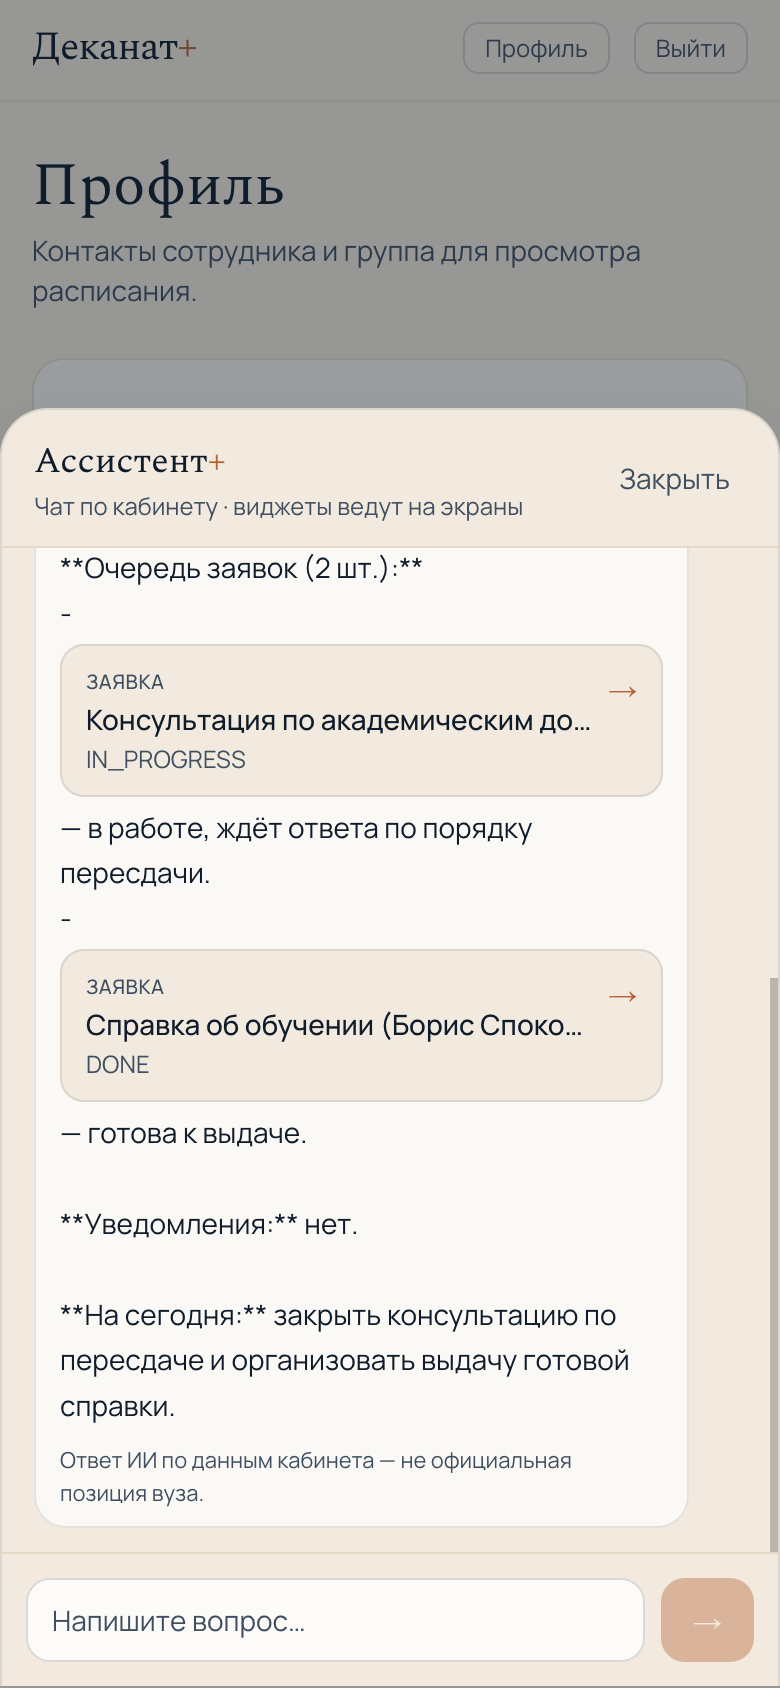 Деканат+
Профиль
Выйти
Профиль
Контакты сотрудника и группа для просмотра
расписания.
Ассистент+
Чат по кабинету · виджеты ведут на экраны
Закрыть
**Очередь заявок (2 шт.):**
-
ЗАЯВКА
→
Консультация по академическим до…
IN_PROGRESS
— в работе, ждёт ответа по порядку
пересдачи.
-
ЗАЯВКА
→
Справка об обучении (Борис Споко…
DONE
— готова к выдаче.
**Уведомления:** нет.
**На сегодня:** закрыть консультацию по
пересдаче и организовать выдачу готовой
справки.
Ответ ИИ по данным кабинета — не официальная
позиция вуза.
Напишите вопрос…
→